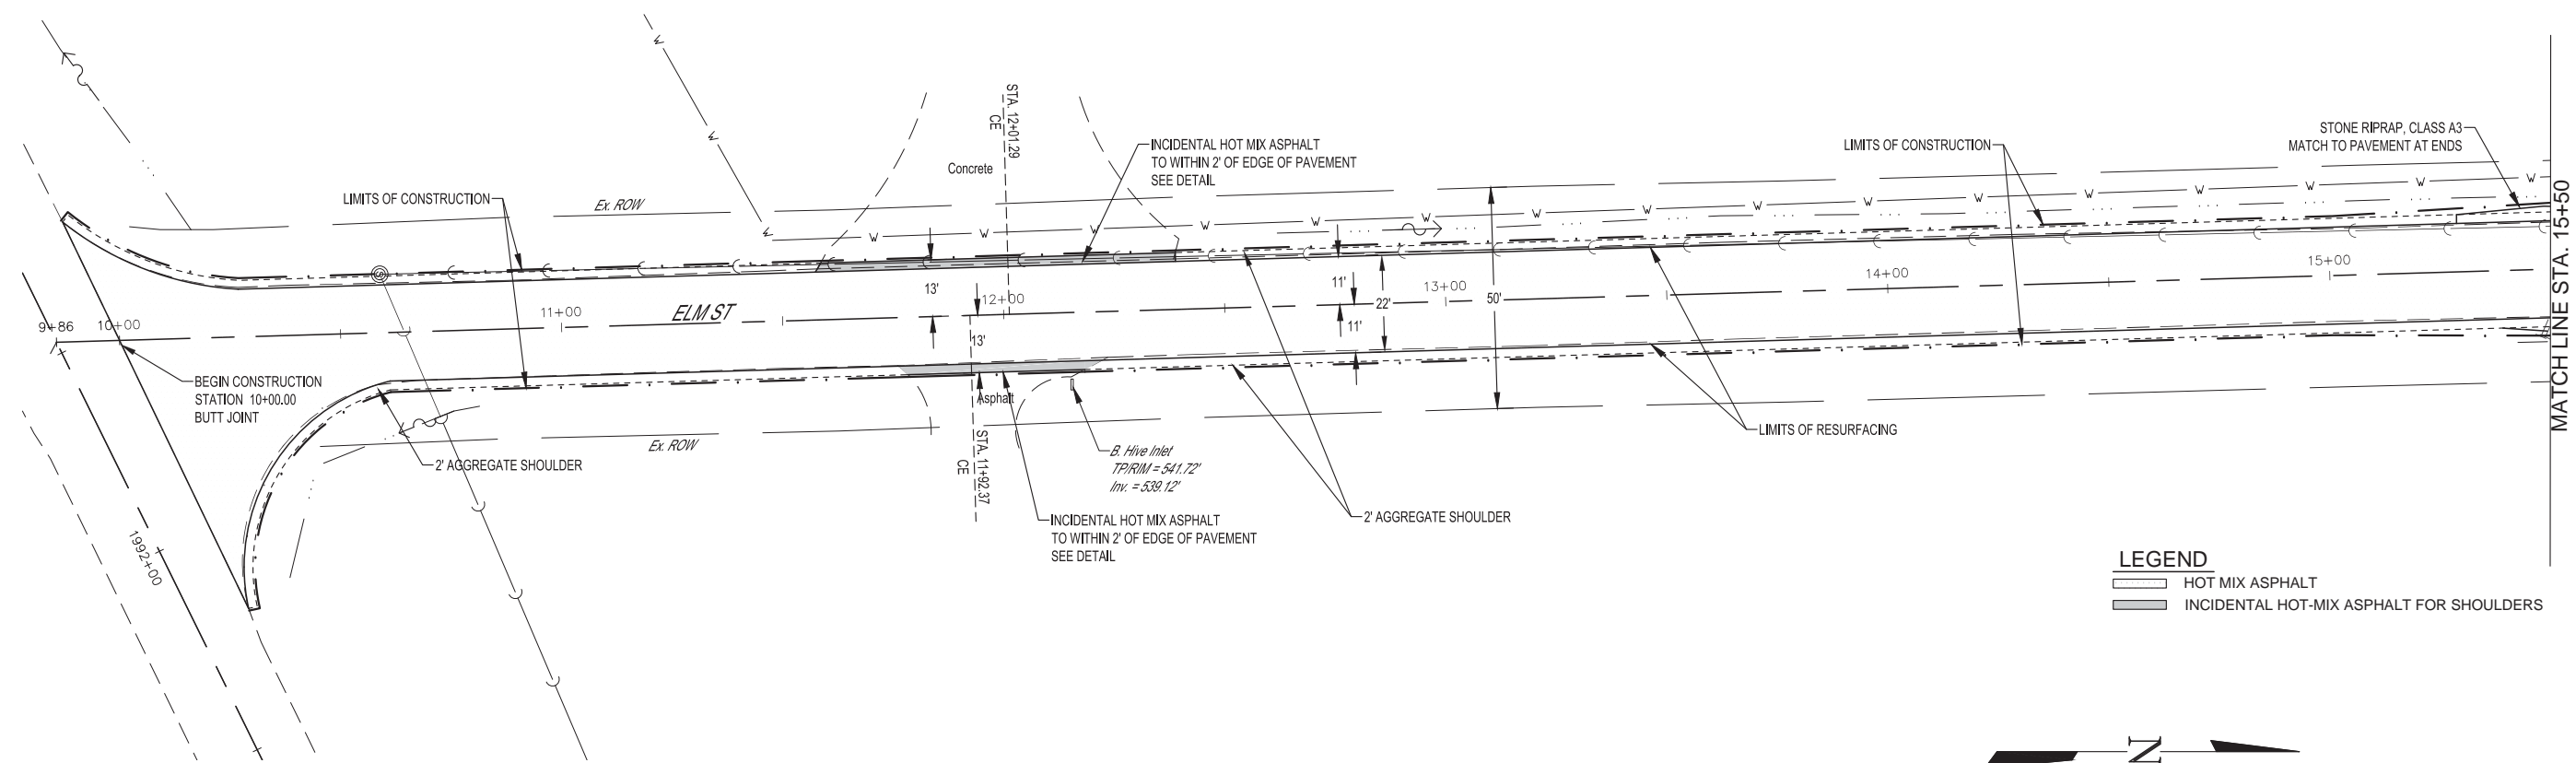 STA. 12+01.29
CE
Concrete
INCIDENTAL HOT MIX ASPHALT
TO WITHIN 2' OF EDGE OF PAVEMENT
SEE DETAIL
LIMITS OF CONSTRUCTION
STONE RIPRAP, CLASS A3
MATCH TO PAVEMENT AT ENDS
LIMITS OF CONSTRUCTION
Ex. ROW
W W W W W W W W W W W W W W W W
MATCH LINE STA. 15+50
9+86
10+00
11+00
ELM ST
13'
12+00
13'
11'
11'
22'
13+00
50'
14+00
15+00
BEGIN CONSTRUCTION
STATION 10+00.00
BUTT JOINT
Asphalt
STA. 11+92.37
CE
Ex. ROW
2' AGGREGATE SHOULDER
B. Hive Inlet
TP/RIM = 541.72'
Inv. = 539.12'
LIMITS OF RESURFACING
INCIDENTAL HOT MIX ASPHALT
TO WITHIN 2' OF EDGE OF PAVEMENT
SEE DETAIL
2' AGGREGATE SHOULDER
1992+00
LEGEND
HOT MIX ASPHALT
INCIDENTAL HOT-MIX ASPHALT FOR SHOULDERS
N